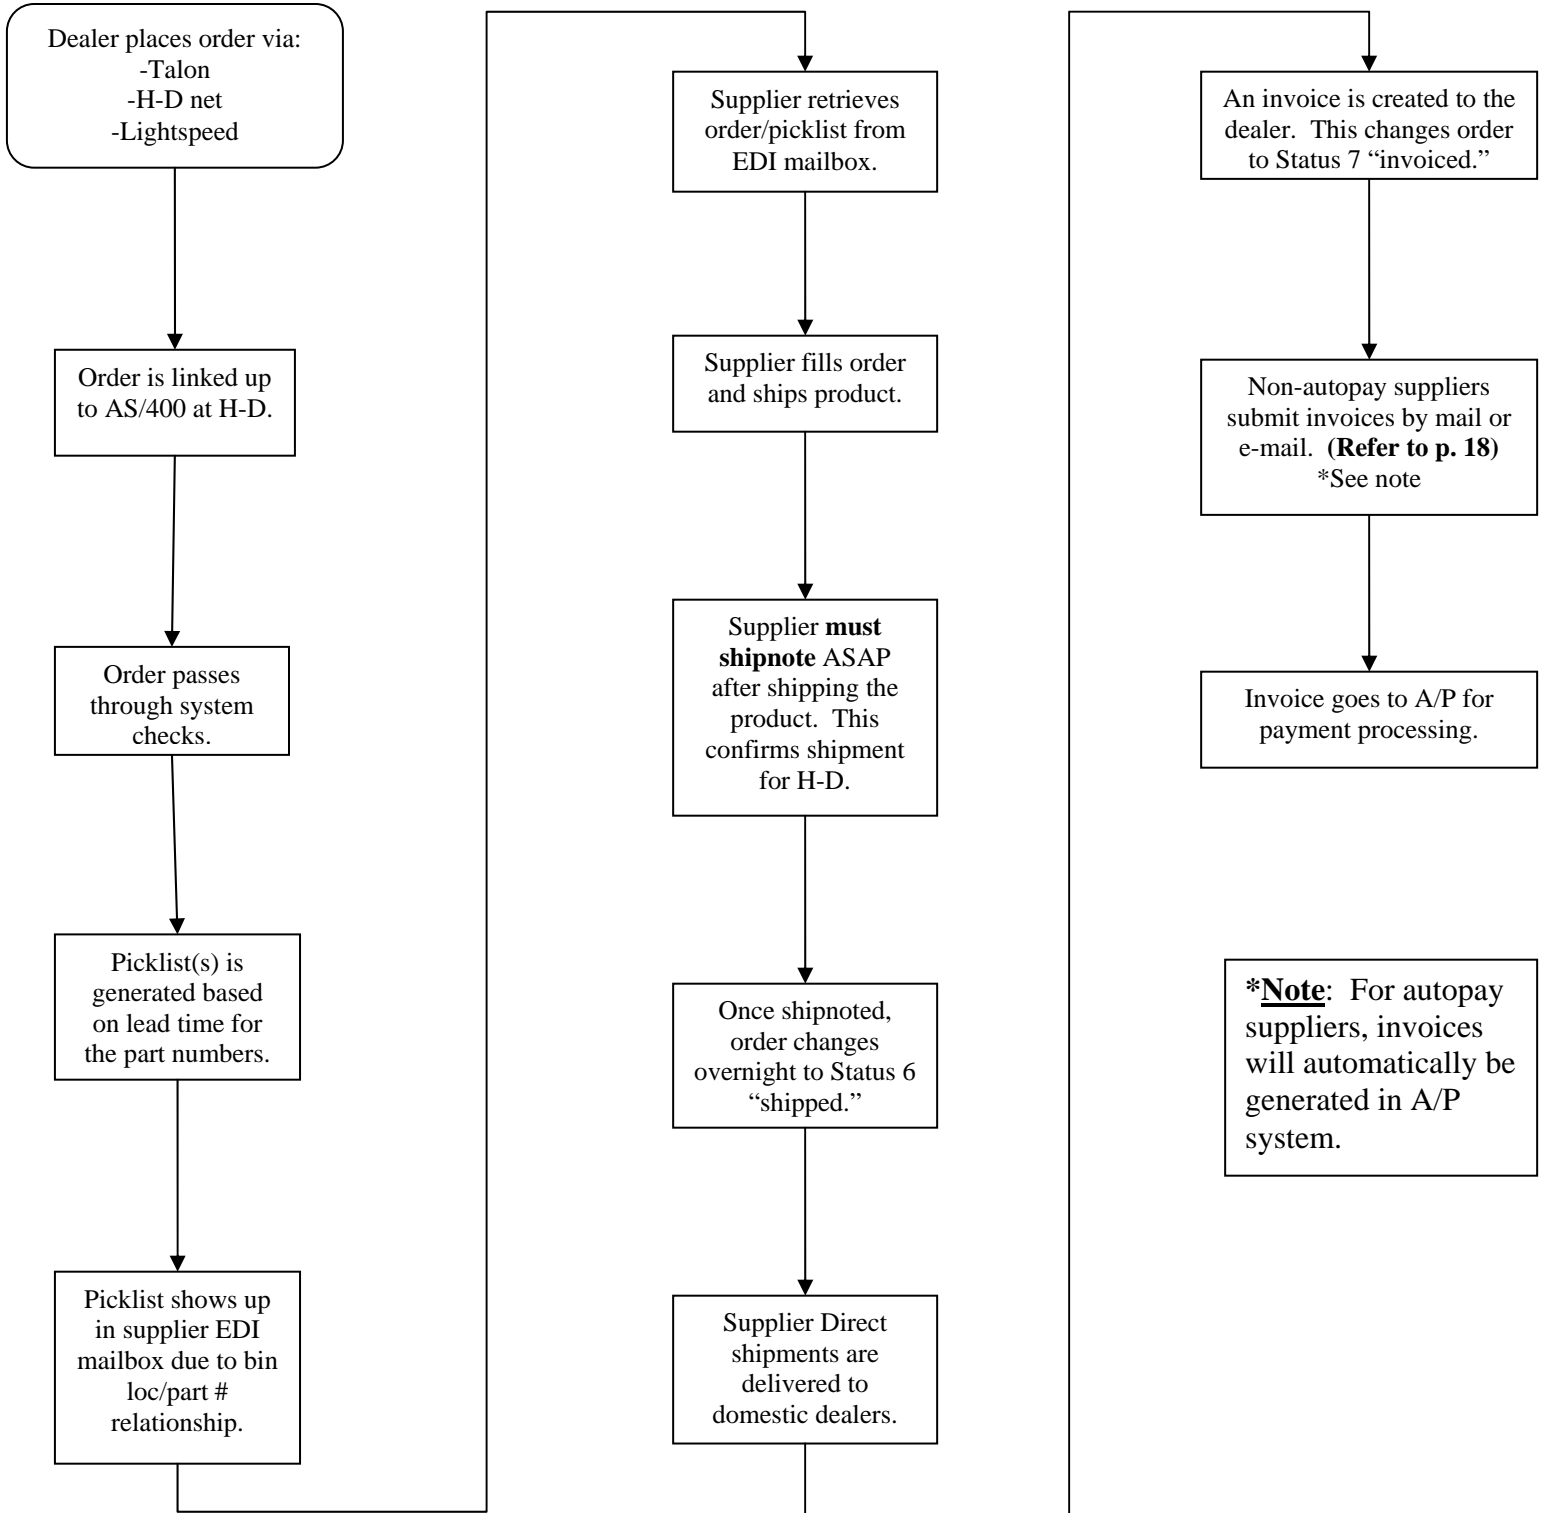 Dealer places order via:
-Talon
-H-D net
-Lightspeed
Order is linked up
to AS/400 at H-D.
Order passes
through system
checks.
Picklist(s) is
generated based
on lead time for
the part numbers.
Picklist shows up
in supplier EDI
mailbox due to bin
loc/part #
relationship.
Supplier retrieves
order/picklist from
EDI mailbox.
Supplier fills order
and ships product.
Supplier must
shipnote ASAP
after shipping the
product.  This
confirms shipment
for H-D.
Once shipnoted,
order changes
overnight to Status 6
“shipped.”
Supplier Direct
shipments are
delivered to
domestic dealers.
An invoice is created to the
dealer.  This changes order
to Status 7 “invoiced.”
Non-autopay suppliers
submit invoices by mail or
e-mail.  (Refer to p. 18)
*See note
Invoice goes to A/P for
payment processing.
*Note:  For autopay
suppliers, invoices
will automatically be
generated in A/P
system.